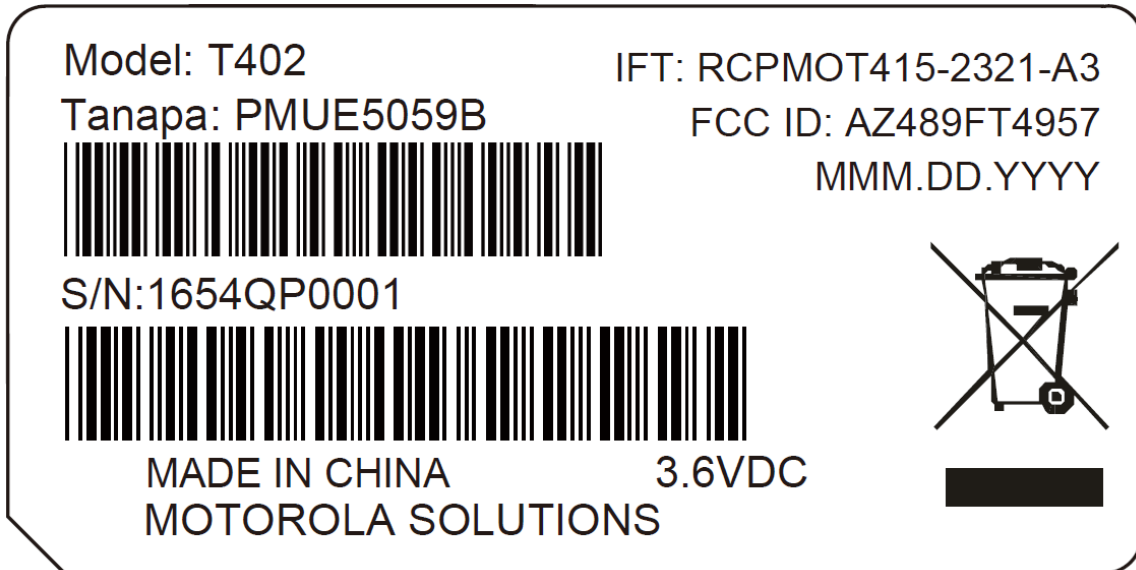 Model: T402
Tanapa: PMUE5059B
S/N:1654QP0001
MADE IN CHINA
3.6VDC
MOTOROLA SOLUTIONS
IFT: RCPMOT415-2321-A3
FCC ID: AZ489FT4957
MMM.DD.YYYY